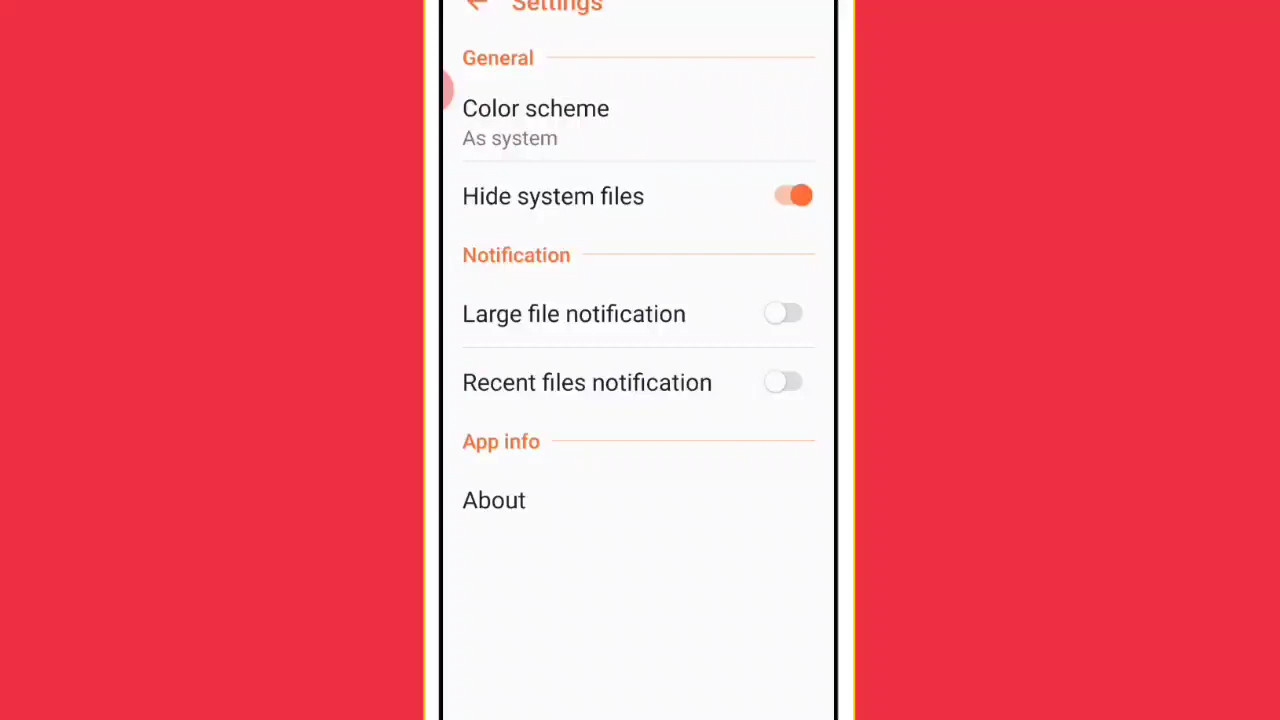 Settings
General
Color scheme
As system
Hide system files
Notification
Large file notification
Recent files notification
App info
About